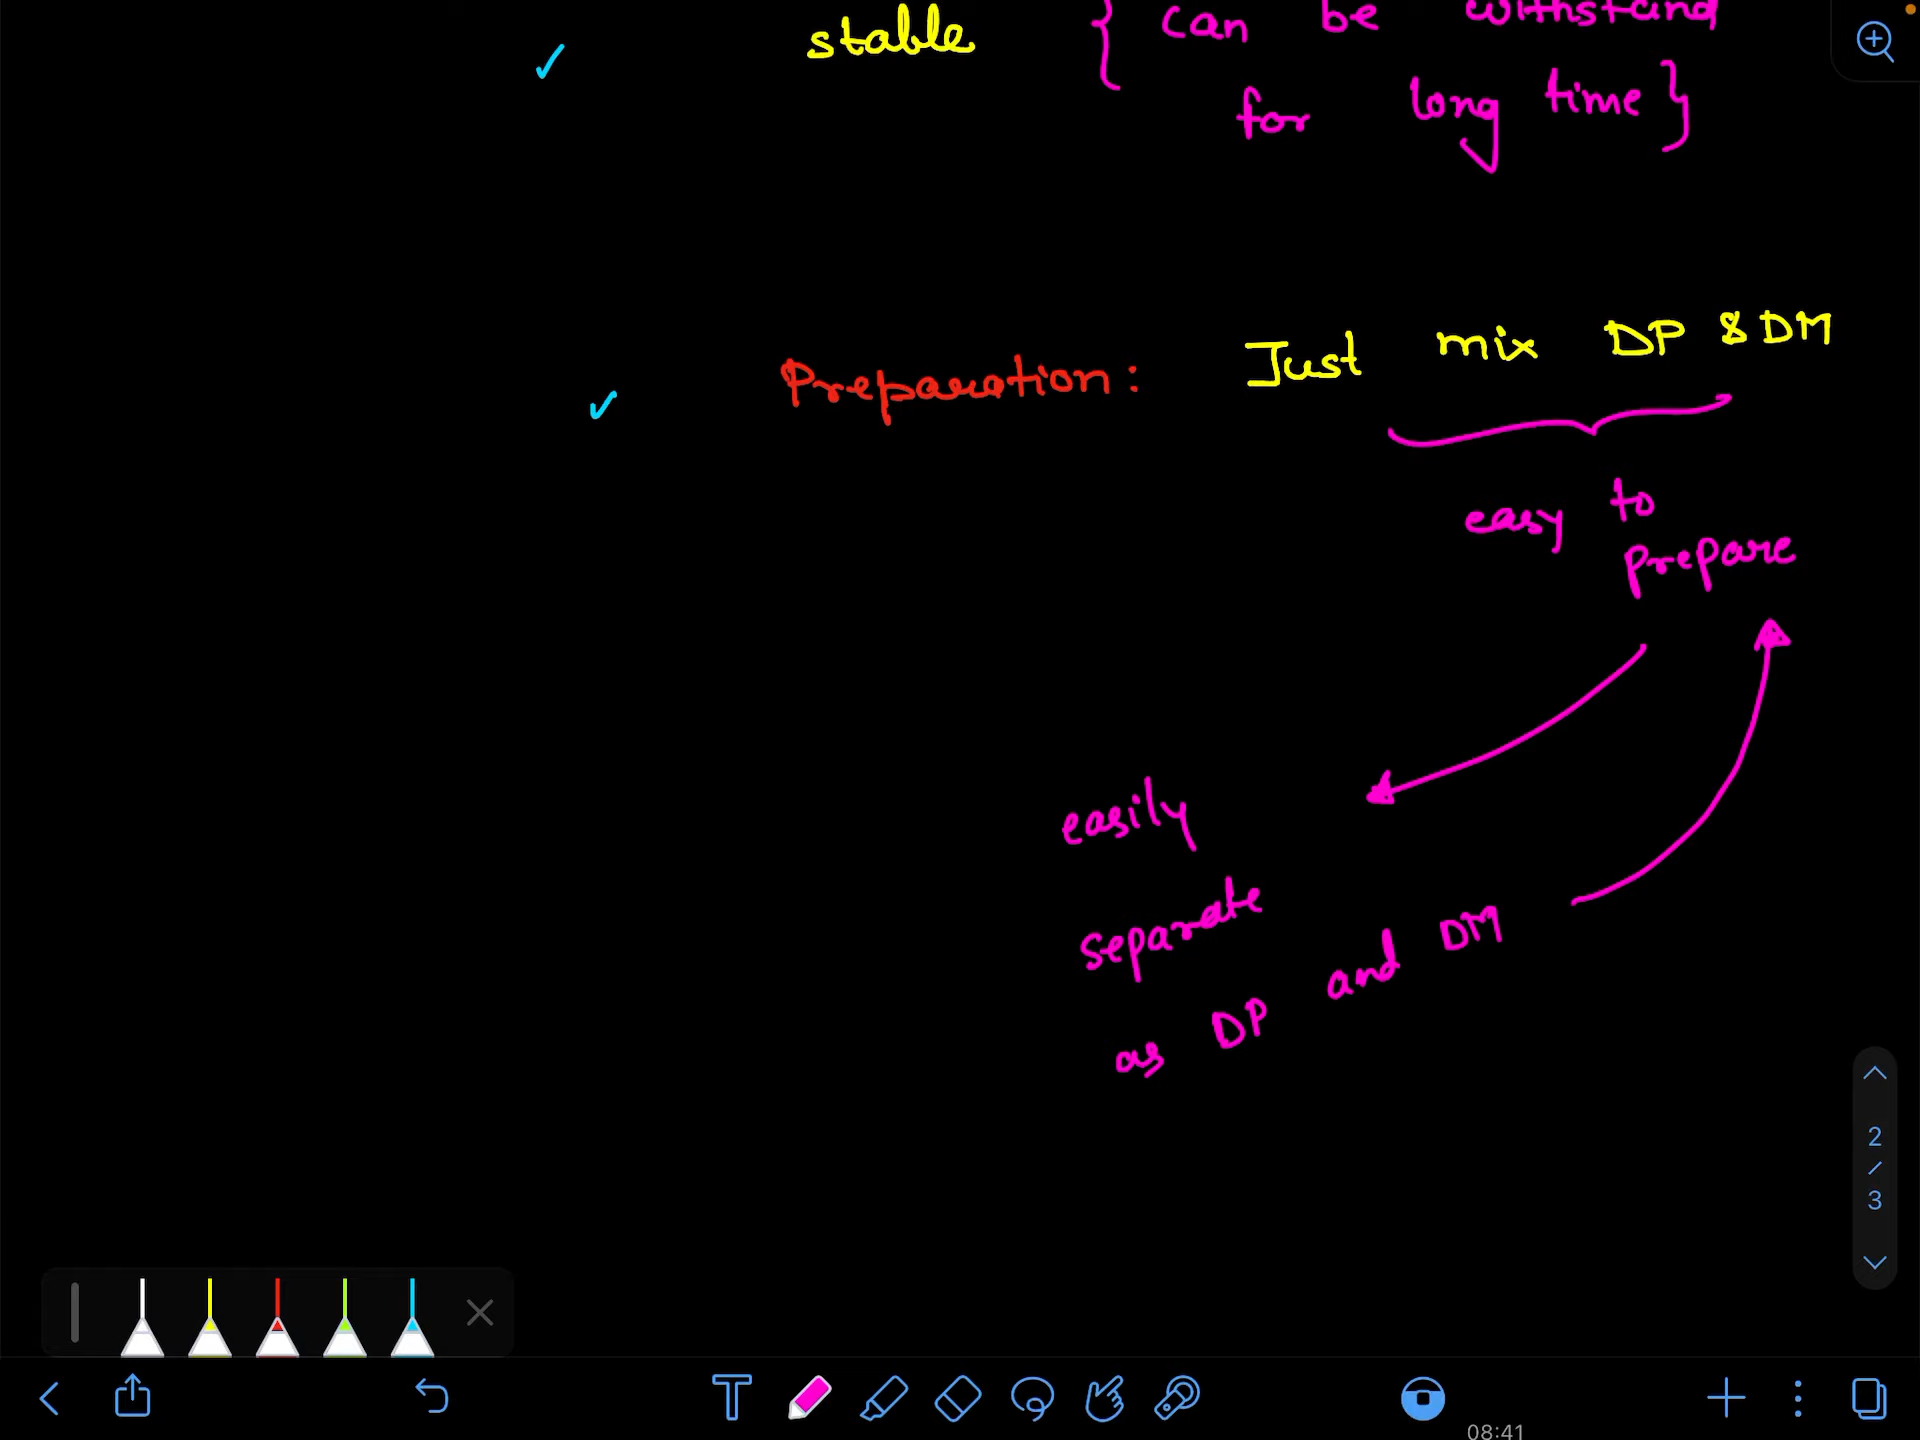 stable { can be withstand
for long time }
Preparation: Just mix DP & DM
easy to
prepare
easily
separate
as DP and DM
2
/
3
T
08:41